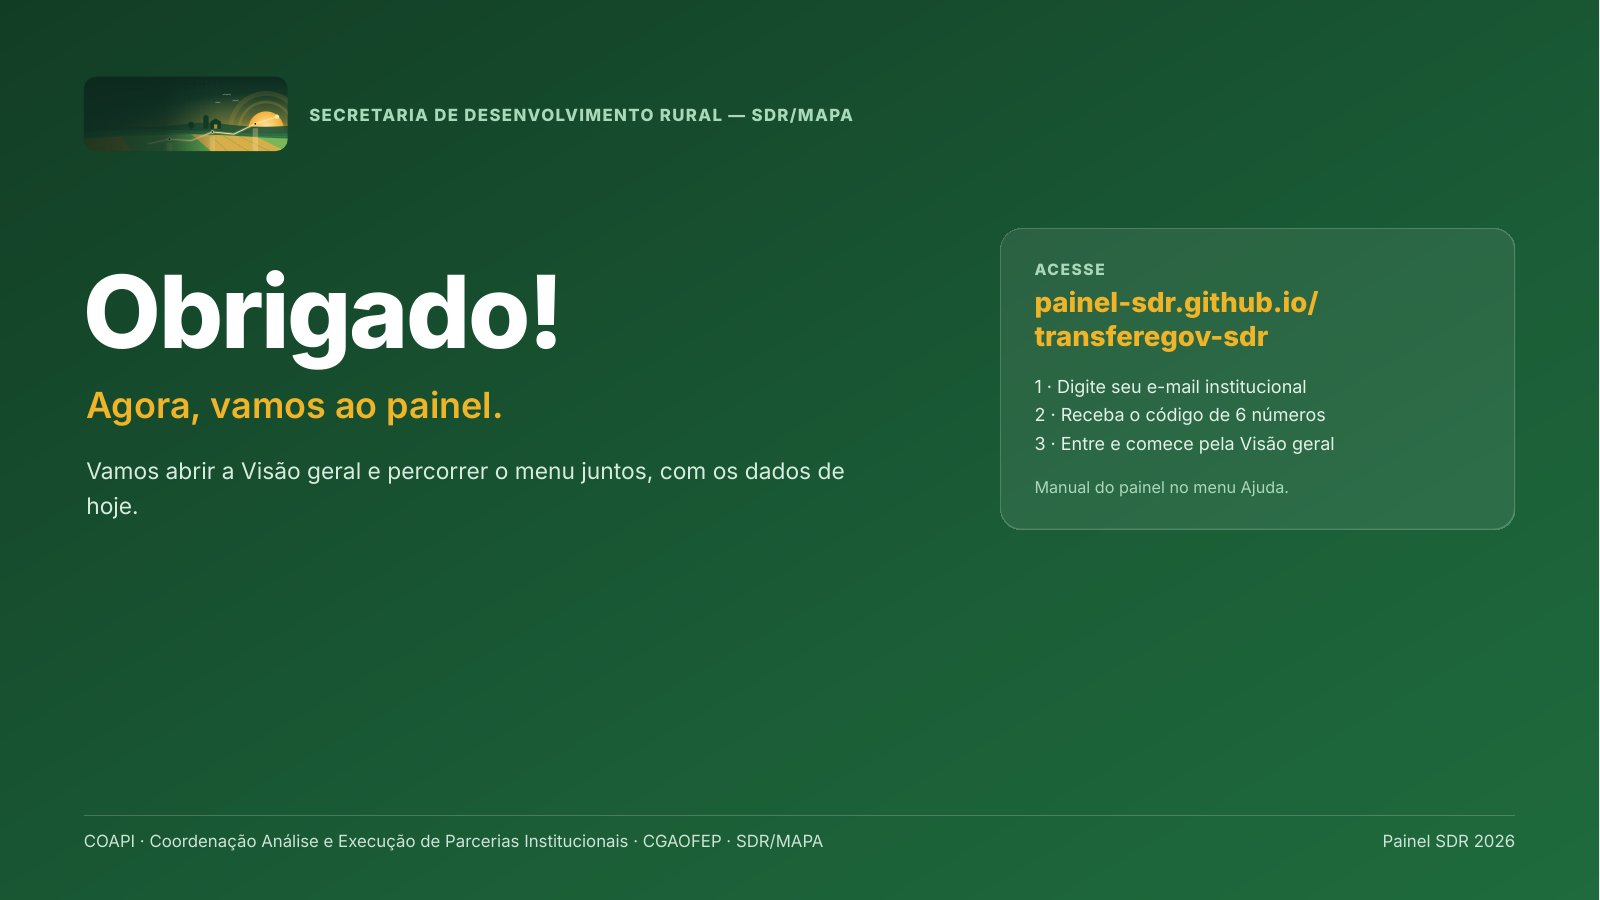 SECRETARIA DE DESENVOLVIMENTO RURAL — SDR/MAPA
Obrigado!
Agora, vamos ao painel.
Vamos abrir a Visão geral e percorrer o menu juntos, com os dados de
hoje.
ACESSE
painel-sdr.github.io/
transferegov-sdr
1 · Digite seu e-mail institucional
2 · Receba o código de 6 números
3 · Entre e comece pela Visão geral
Manual do painel no menu Ajuda.
COAPI · Coordenação Análise e Execução de Parcerias Institucionais · CGAOFEP · SDR/MAPA
Painel SDR 2026